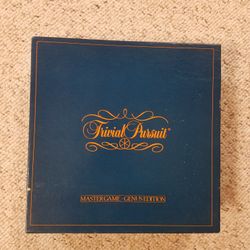 Trivial Pursuit®
MASTER GAME - GENUS EDITION